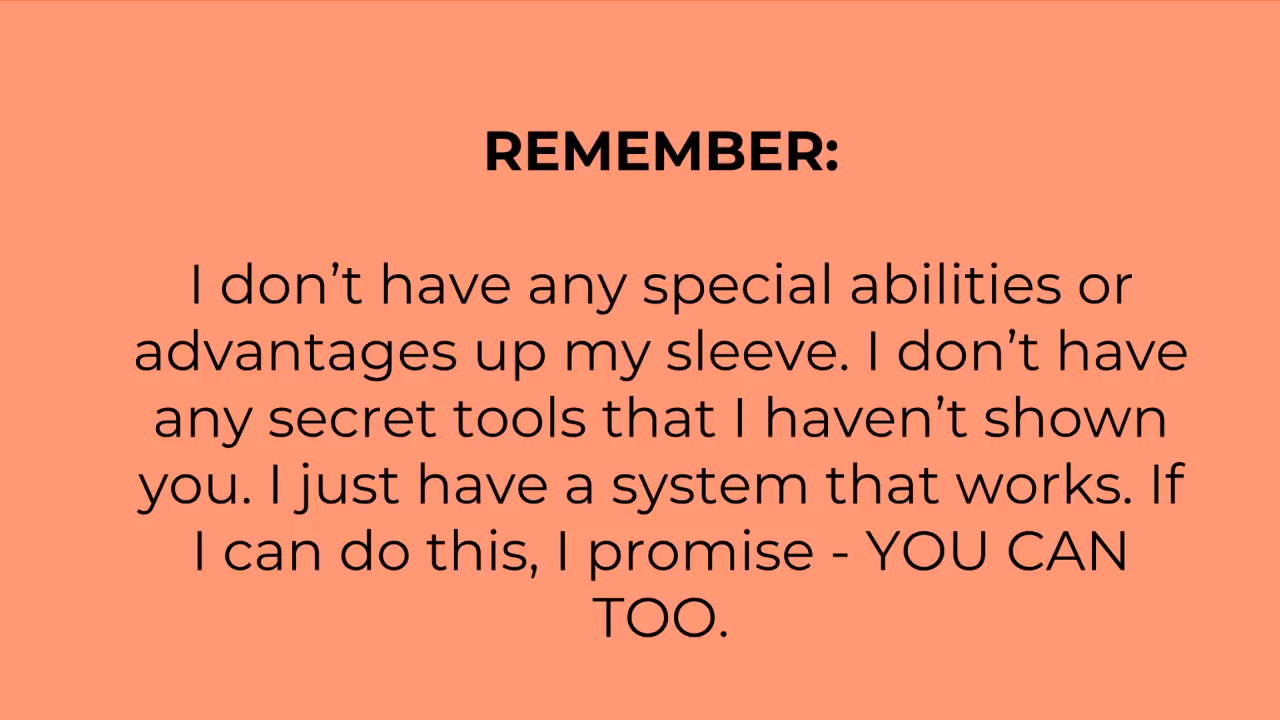 REMEMBER:
I don’t have any special abilities or
advantages up my sleeve. I don’t have
any secret tools that I haven’t shown
you. I just have a system that works. If
I can do this, I promise - YOU CAN
TOO.